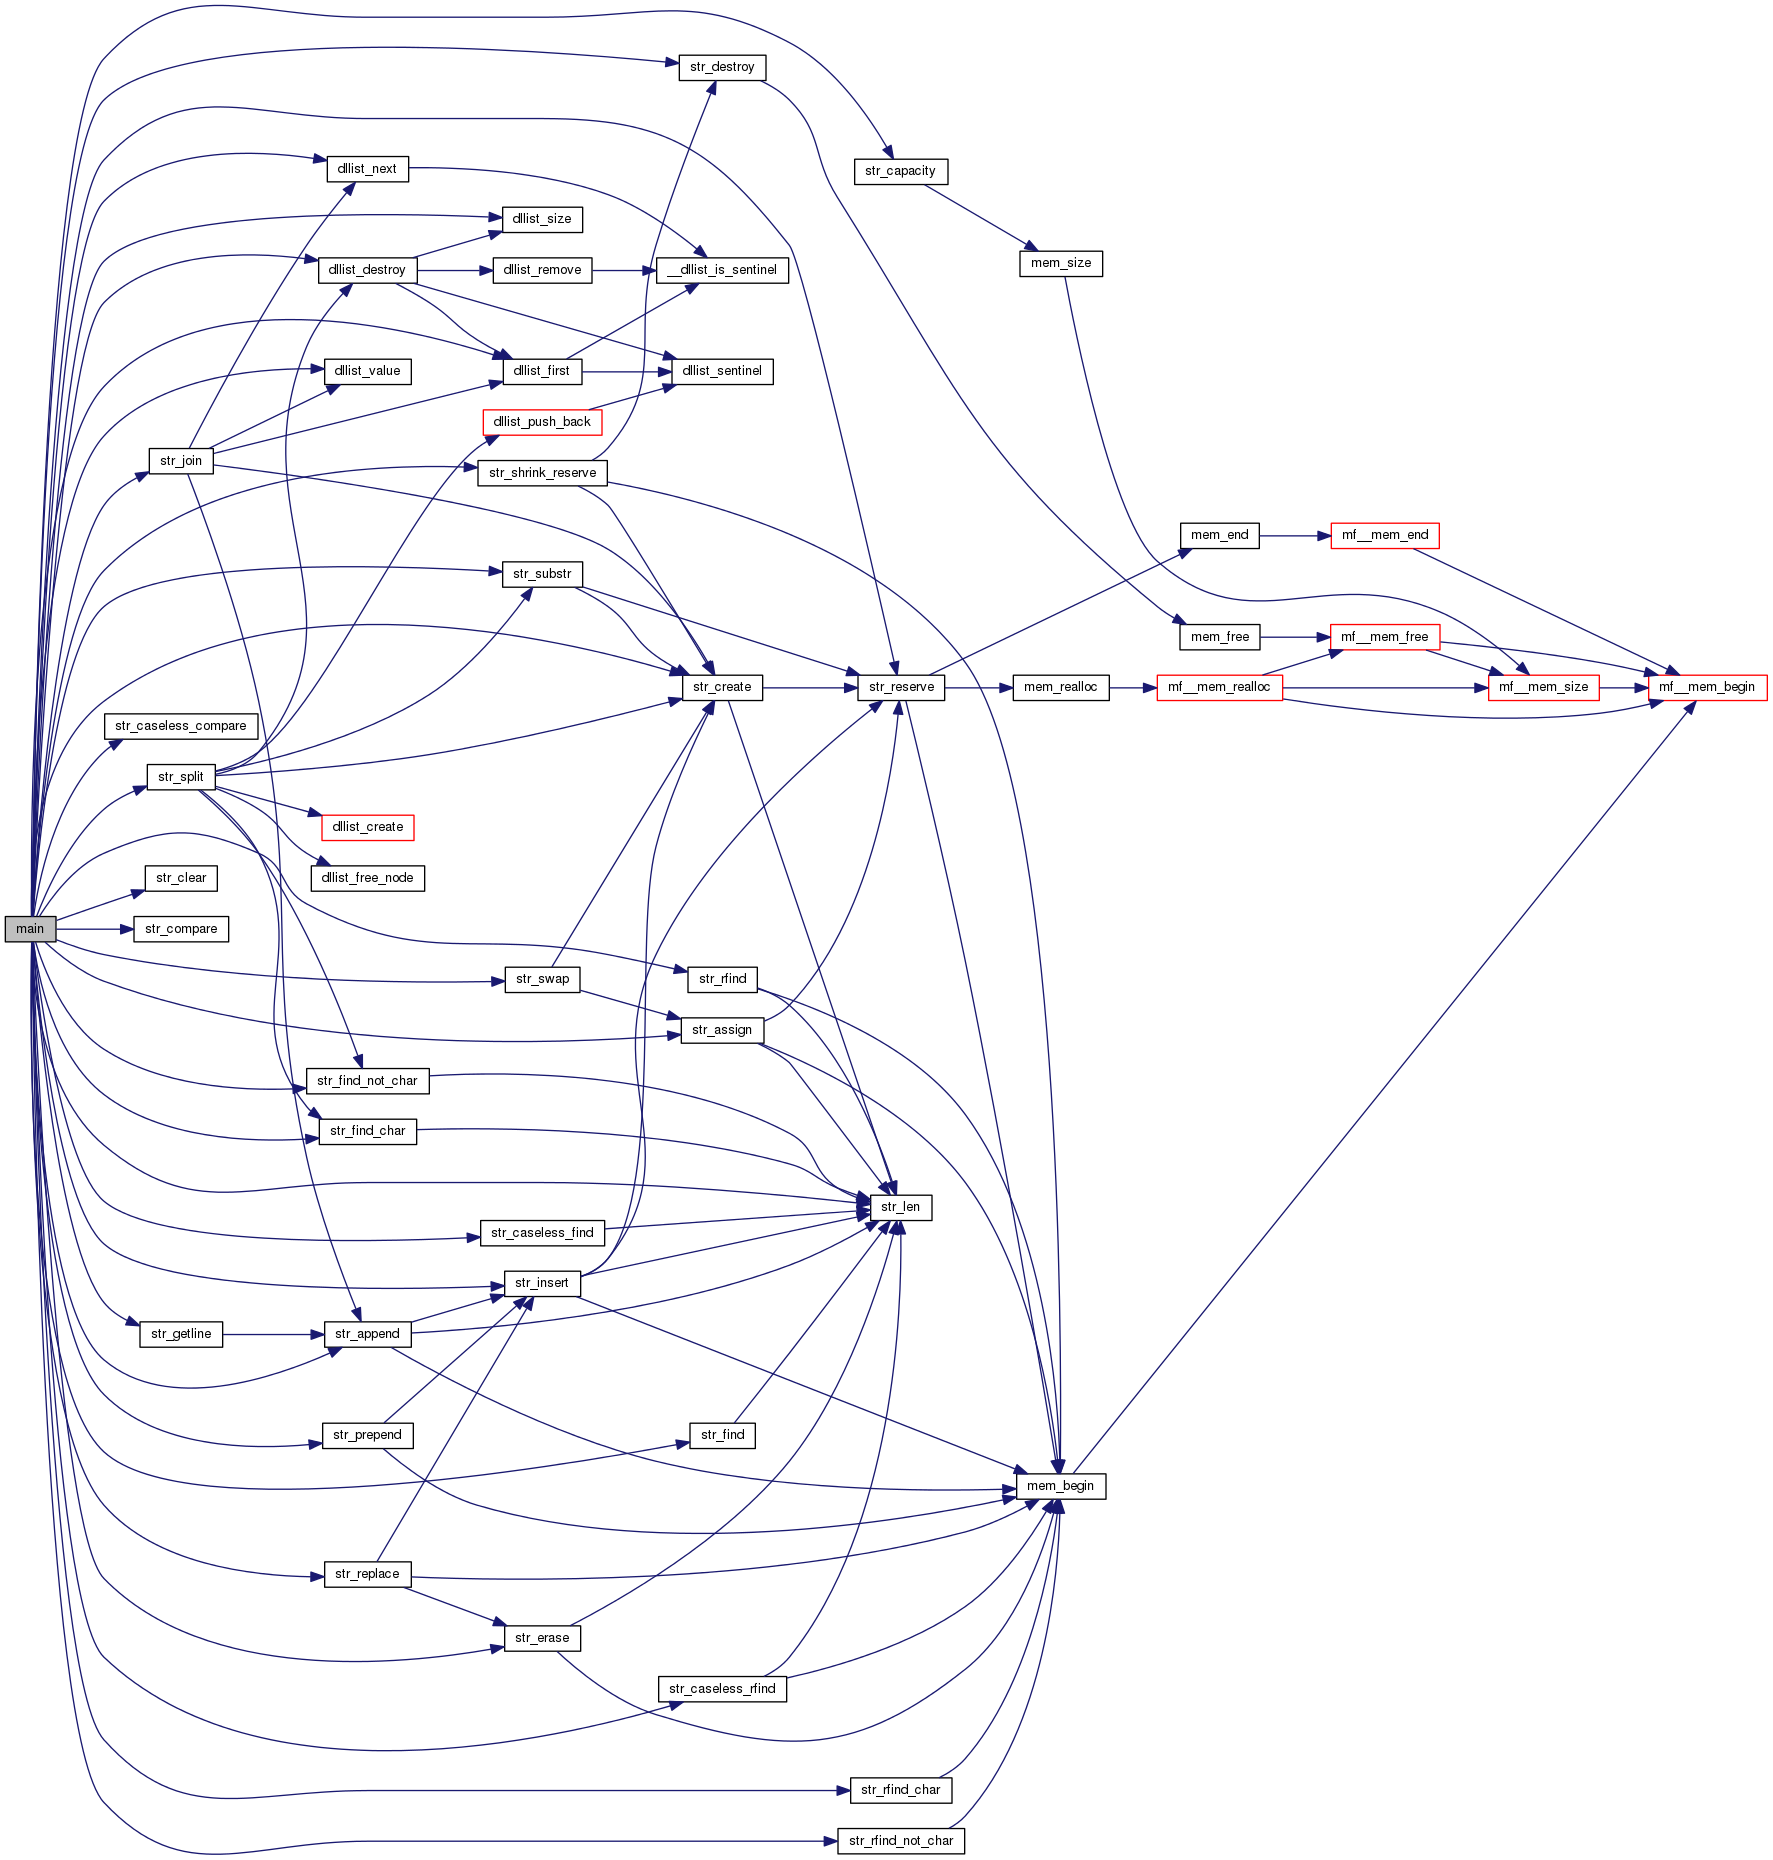 str_destroy
dllist_next
str_capacity
dllist_size
mem_size
dllist_destroy
dllist_remove
__dllist_is_sentinel
dllist_value
dllist_first
dllist_sentinel
dllist_push_back
str_join
str_shrink_reserve
mem_end
mf__mem_end
str_substr
mem_free
mf__mem_free
str_create
str_reserve
mem_realloc
mf__mem_realloc
mf__mem_size
mf__mem_begin
str_caseless_compare
str_split
dllist_create
str_clear
dllist_free_node
main
str_compare
str_swap
str_rfind
str_assign
str_find_not_char
str_find_char
str_len
str_caseless_find
str_insert
str_getline
str_append
str_prepend
str_find
mem_begin
str_replace
str_erase
str_caseless_rfind
str_rfind_char
str_rfind_not_char